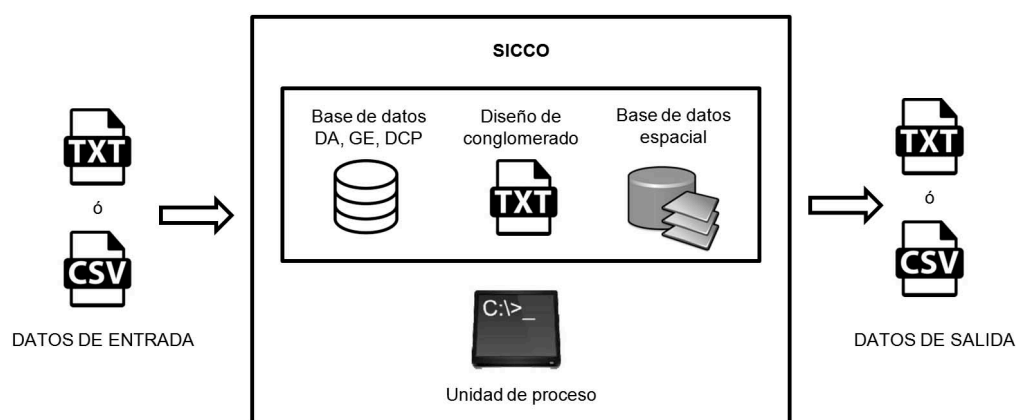 SICCO
TXT
ó
CSV
DATOS DE ENTRADA
Base de datos
DA, GE, DCP
Diseño de
conglomerado
TXT
Base de datos
espacial
C:\>_
Unidad de proceso
TXT
ó
CSV
DATOS DE SALIDA